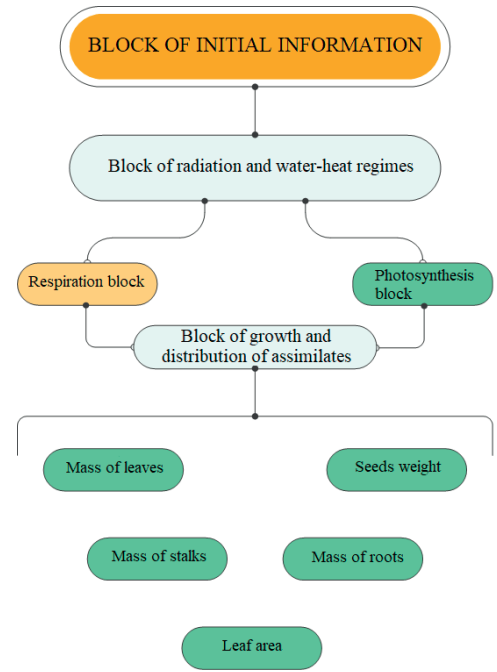 BLOCK OF INITIAL INFORMATION
Block of radiation and water-heat regimes
Respiration block
Photosynthesis
block
Block of growth and
distribution of assimilates
Mass of leaves
Seeds weight
Mass of stalks
Mass of roots
Leaf area